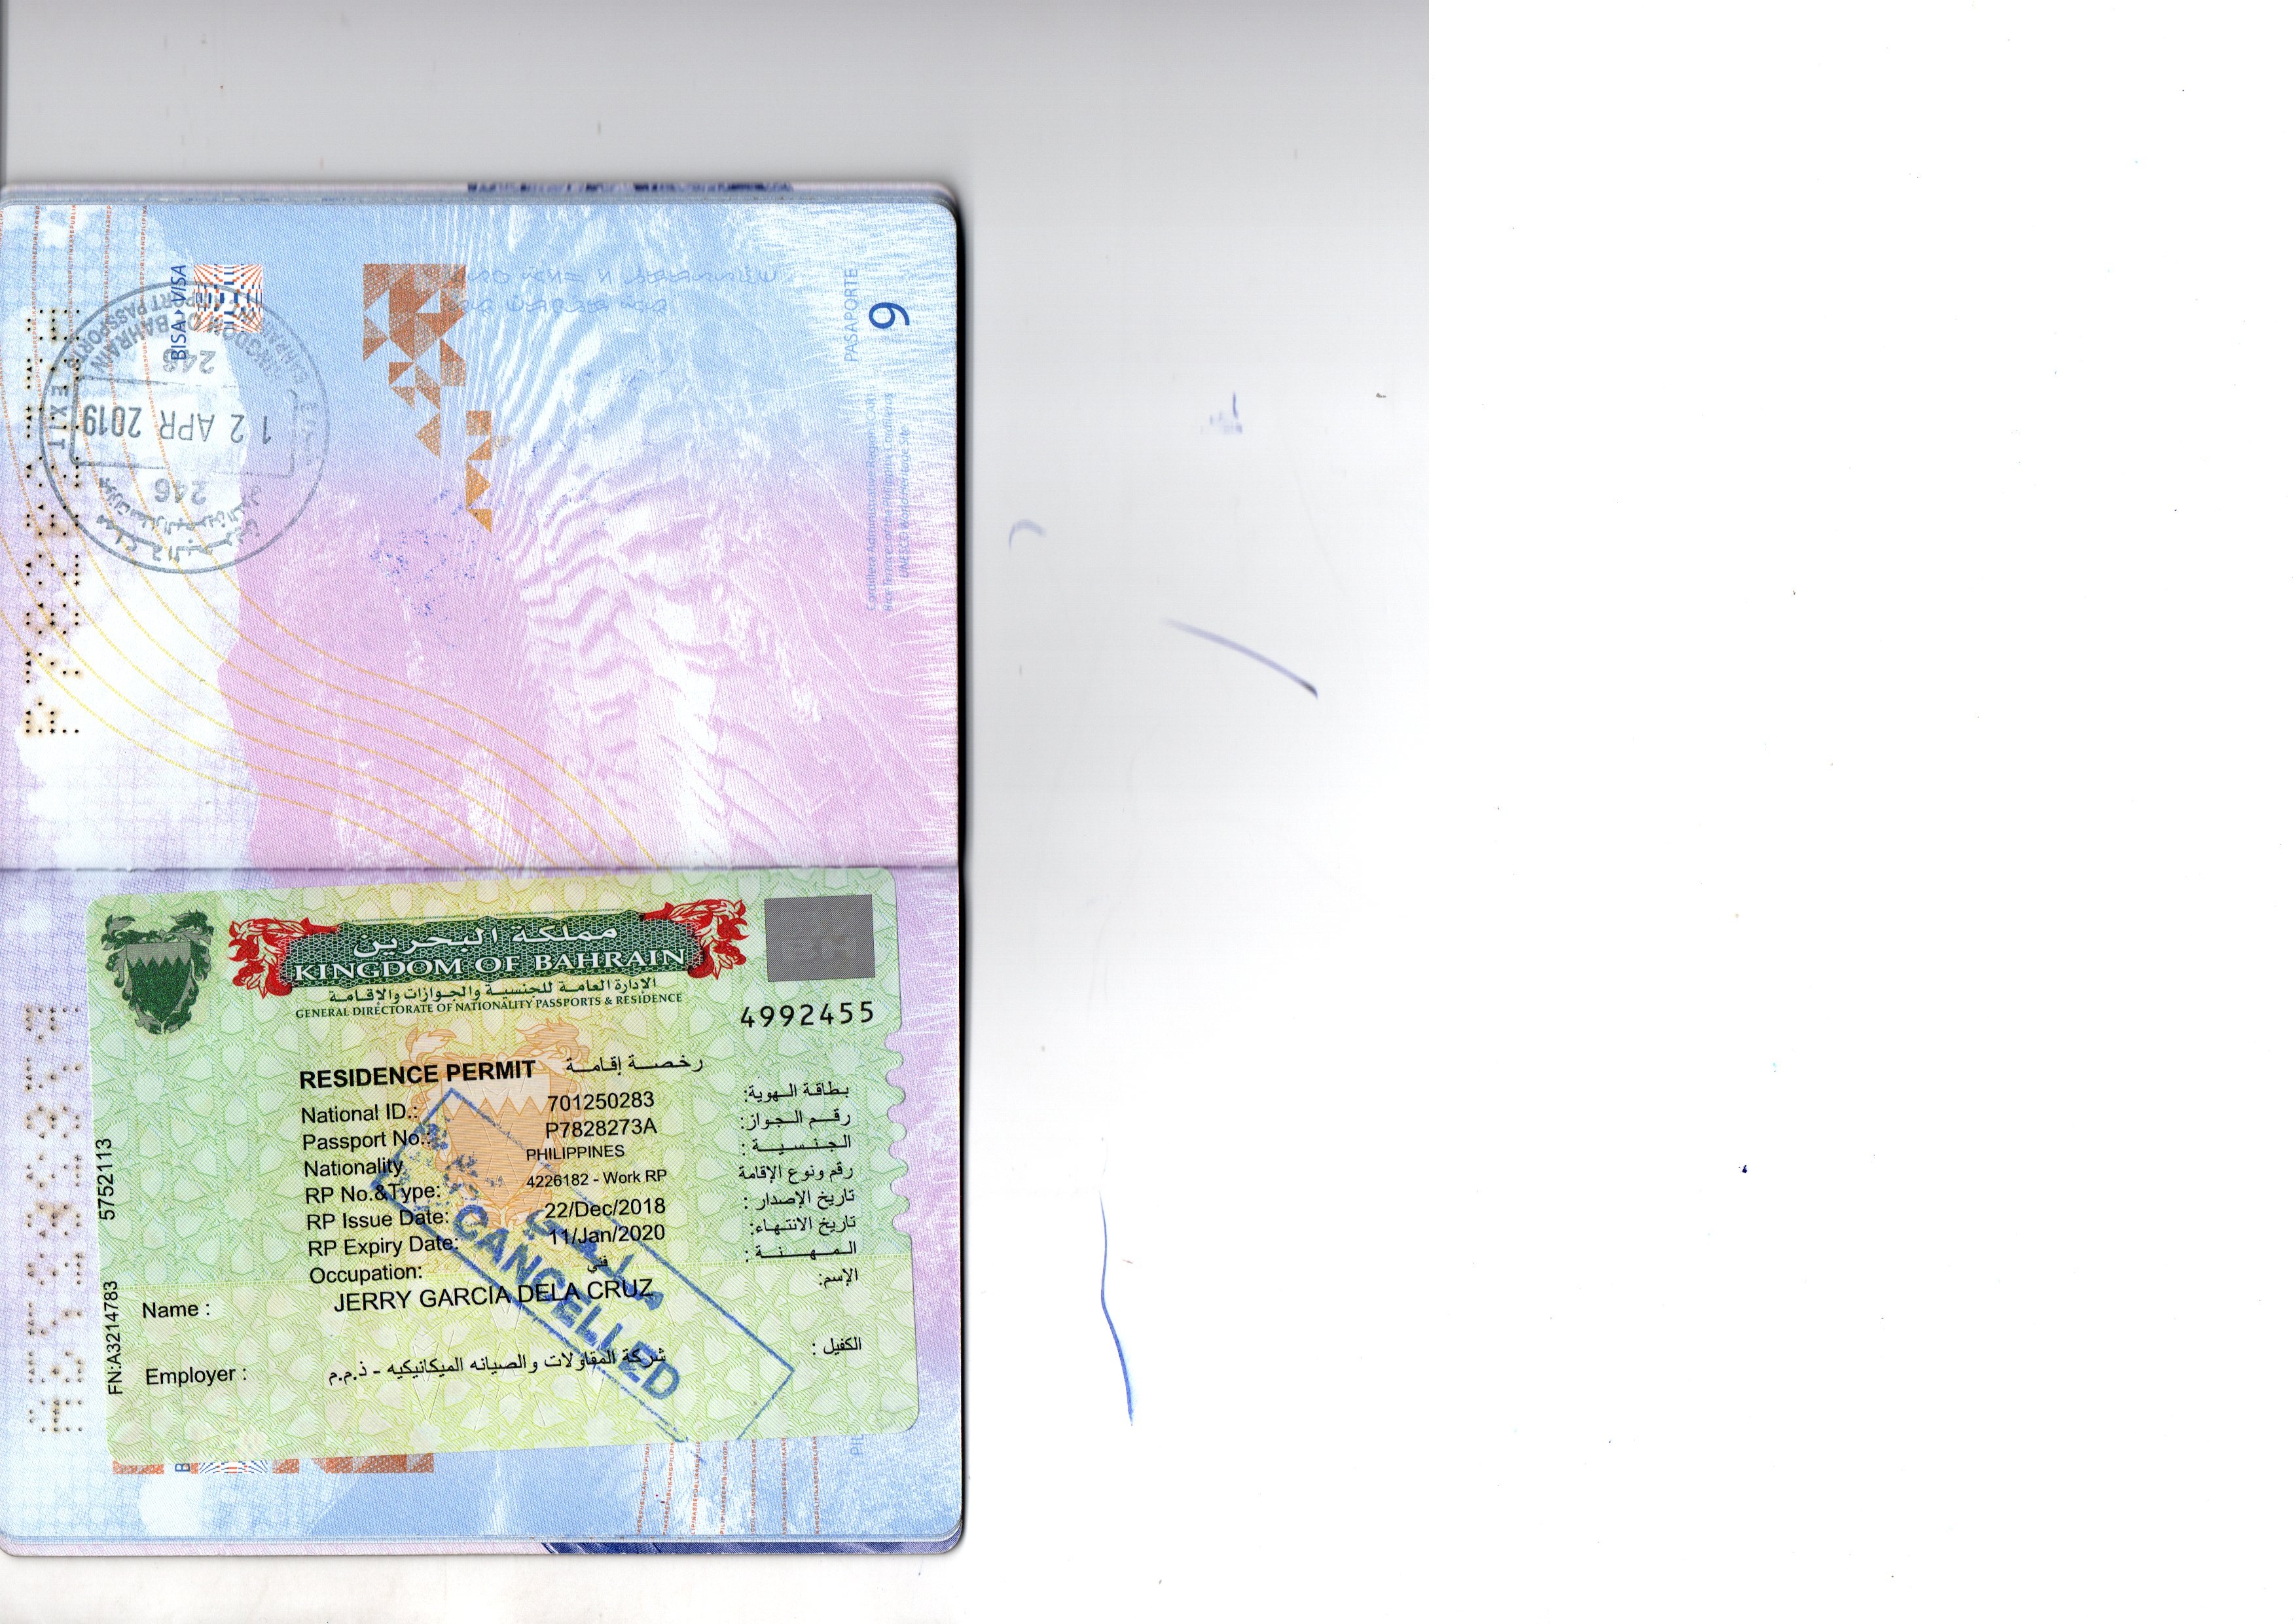 BISA • VISA
PASAPORTE
9
Cordillera Administrative Region (CAR)
Rice Terraces of the Philippine Cordilleras
UNESCO World Heritage Site
KINGDOM OF BAHRAIN
246
12 APR 2019
EXIT
246
مملكة البحرين
KINGDOM OF BAHRAIN
الإدارة العامة للجنسية والجوازات والإقامة
GENERAL DIRECTORATE OF NATIONALITY PASSPORTS & RESIDENCE
4992455
RESIDENCE PERMIT رخصة إقامة
National ID.: 701250283 بطاقة الهوية:
Passport No.: P7828273A رقم الجواز:
Nationality PHILIPPINES الجنسية :
RP No.&Type: 4226182 - Work RP رقم ونوع الإقامة
RP Issue Date: 22/Dec/2018 تاريخ الإصدار :
RP Expiry Date: 11/Jan/2020 تاريخ الانتهاء:
Occupation: فني المهنة :
Name : JERRY GARCIA DELA CRUZ الإسم:
Employer : شركة المقاولات والصيانه الميكانيكيه - ذ.م.م الكفيل :
CANCELLED
5752113
FN:A3214783